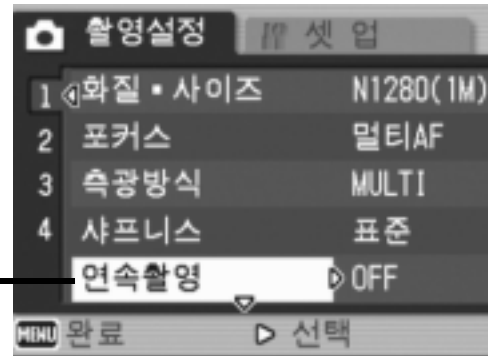 촬영설정 셋 업
1 화질▪사이즈 N1280(1M)
2 포커스 멀티AF
3 측광방식 MULTI
4 샤프니스 표준
연속촬영 OFF
MENU 완료 선택